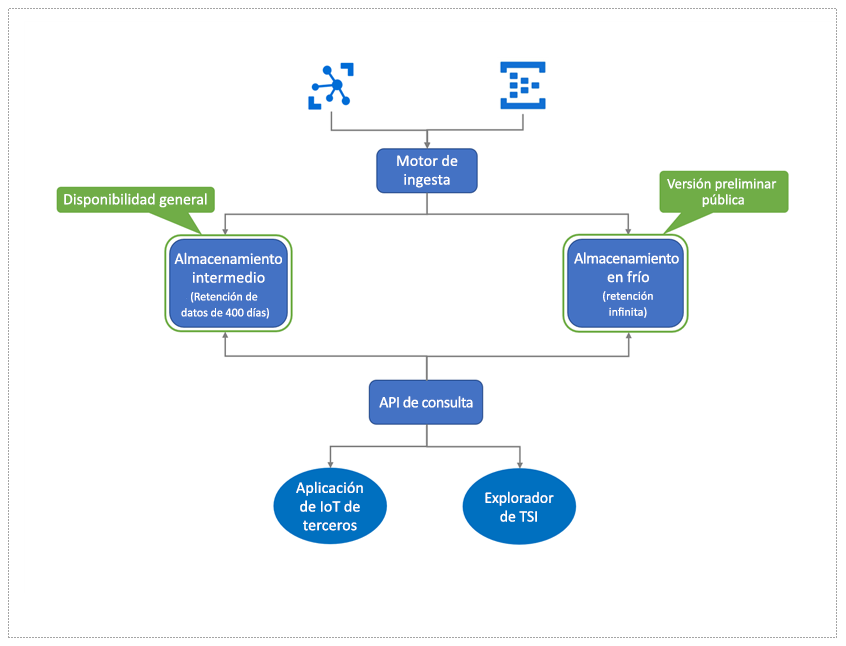 Motor de
ingesta
Disponibilidad general
Versión preliminar
pública
Almacenamiento
intermedio
(Retención de
datos de 400 días)
Almacenamiento
en frío
(retención
infinita)
API de consulta
Aplicación
de IoT de
terceros
Explorador
de TSI